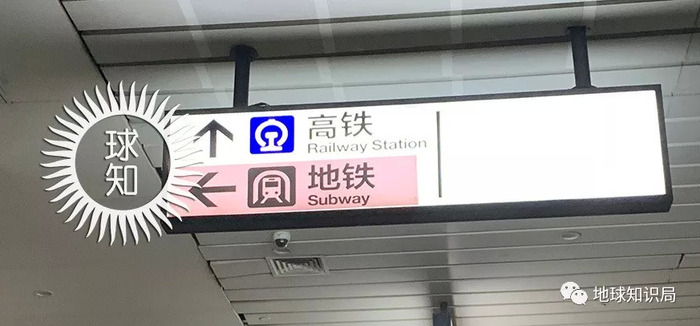 球知
高铁
Railway Station
地铁
Subway
地球知识局